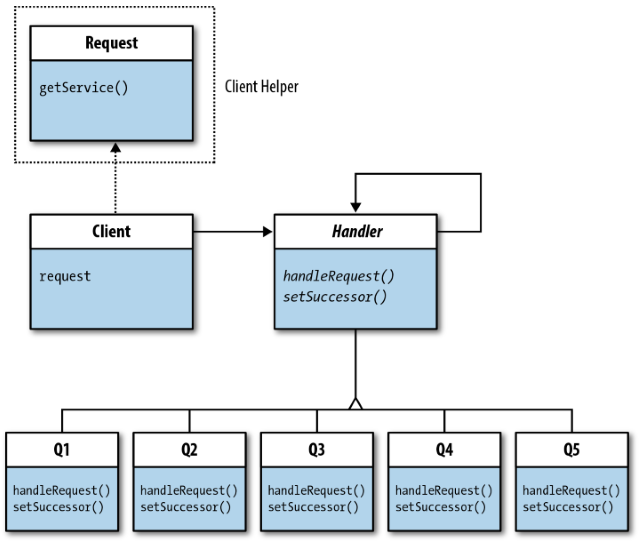 Request
getService()
Client Helper
Client
request
Handler
handleRequest()
setSuccessor()
Q1
handleRequest()
setSuccessor()
Q2
handleRequest()
setSuccessor()
Q3
handleRequest()
setSuccessor()
Q4
handleRequest()
setSuccessor()
Q5
handleRequest()
setSuccessor()